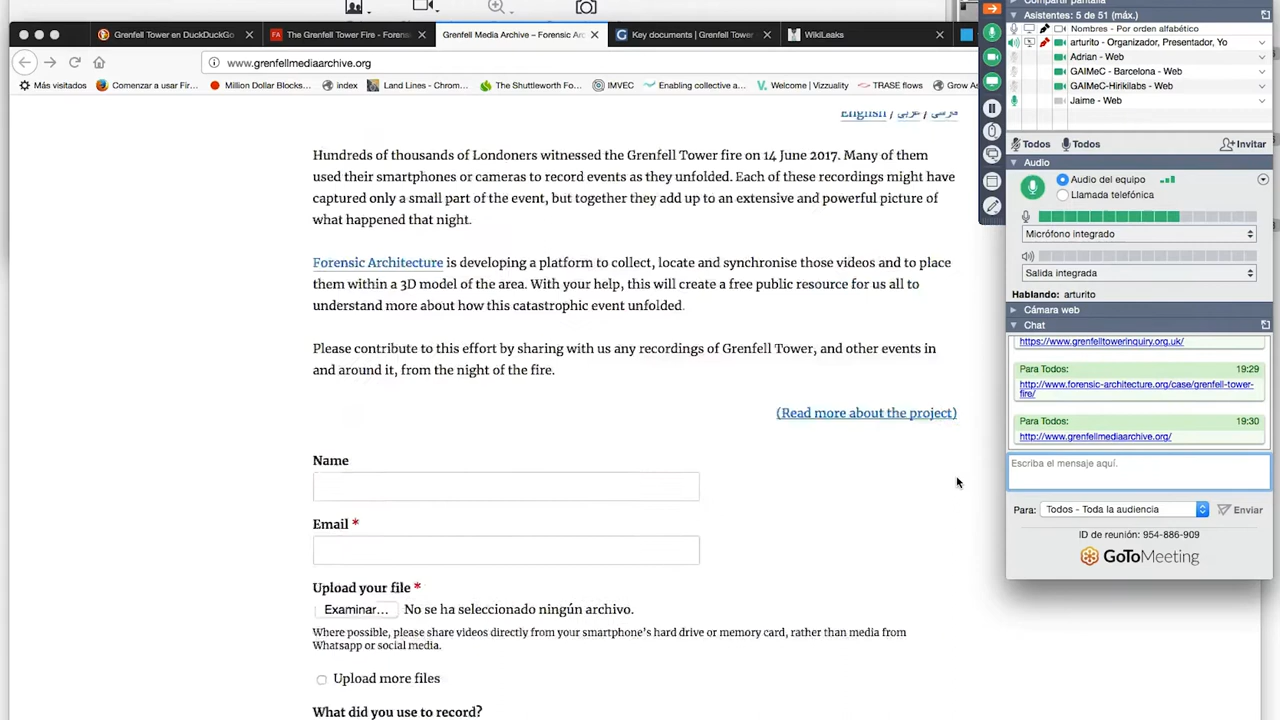 Compartir pantalla
Asistentes: 5 de 51 (máx.)
Nombres - Por orden alfabético
arturito - Organizador, Presentador, Yo
Adrian - Web
GAIMeC - Barcelona - Web
GAIMeC-Hirikilabs - Web
Jaime - Web
Todos
Todos
Invitar
Audio
Audio del equipo
Llamada telefónica
Micrófono integrado
Salida integrada
Hablando: arturito
Cámara web
Chat
https://www.grenfelltowerinquiry.org.uk/
Para Todos: 19:29
http://www.forensic-architecture.org/case/grenfell-tower-
fire/
Para Todos: 19:30
http://www.grenfellmediaarchive.org/
Escriba el mensaje aquí.
Para: Todos - Toda la audiencia
Enviar
ID de reunión: 954-886-909
GoToMeeting
Grenfell Tower en DuckDuckGo
The Grenfell Tower Fire - Forensi
Grenfell Media Archive – Forensic Arc
Key documents | Grenfell Tower
WikiLeaks
www.grenfellmediaarchive.org
Más visitados
Comenzar a usar Fir...
Million Dollar Blocks...
index
Land Lines - Chrom...
The Shuttleworth Fo...
IMVEC
Enabling collective a...
Welcome | Vizzuality
TRASE flows
Grow As
English / عربي / فارسی
Hundreds of thousands of Londoners witnessed the Grenfell Tower fire on 14 June 2017. Many of them
used their smartphones or cameras to record events as they unfolded. Each of these recordings might have
captured only a small part of the event, but together they add up to an extensive and powerful picture of
what happened that night.
Forensic Architecture is developing a platform to collect, locate and synchronise those videos and to place
them within a 3D model of the area. With your help, this will create a free public resource for us all to
understand more about how this catastrophic event unfolded.
Please contribute to this effort by sharing with us any recordings of Grenfell Tower, and other events in
and around it, from the night of the fire.
(Read more about the project)
Name
Email *
Upload your file *
Examinar... No se ha seleccionado ningún archivo.
Where possible, please share videos directly from your smartphone's hard drive or memory card, rather than media from
Whatsapp or social media.
Upload more files
What did you use to record?